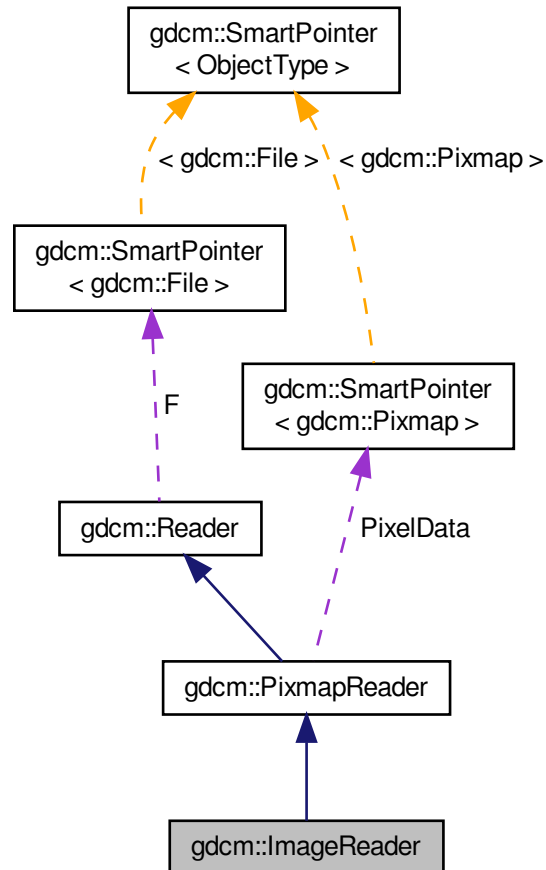 gdcm::SmartPointer
< ObjectType >
< gdcm::File >
< gdcm::Pixmap >
gdcm::SmartPointer
< gdcm::File >
gdcm::SmartPointer
< gdcm::Pixmap >
F
gdcm::Reader
PixelData
gdcm::PixmapReader
gdcm::ImageReader